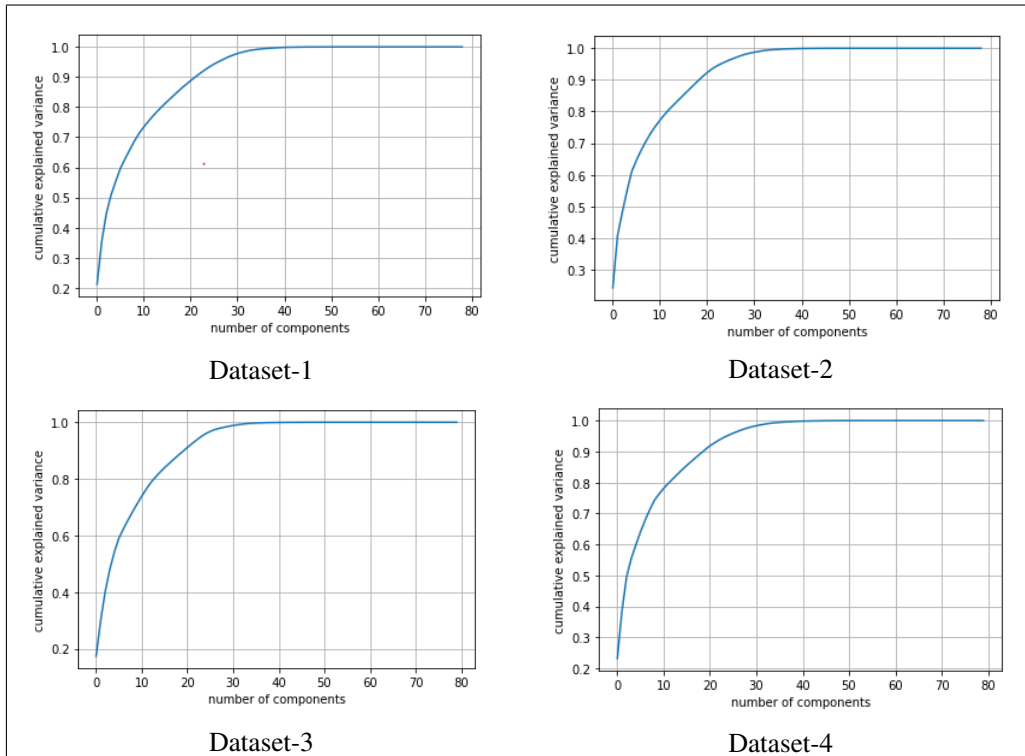 1.0
0.9
0.8
0.7
0.6
0.5
0.4
0.3
0.2
cumulative explained variance
0 10 20 30 40 50 60 70 80
number of components
Dataset-1
1.0
0.9
0.8
0.7
0.6
0.5
0.4
0.3
cumulative explained variance
0 10 20 30 40 50 60 70 80
number of components
Dataset-2
1.0
0.8
0.6
0.4
0.2
cumulative explained variance
0 10 20 30 40 50 60 70 80
number of components
Dataset-3
1.0
0.9
0.8
0.7
0.6
0.5
0.4
0.3
0.2
cumulative explained variance
0 10 20 30 40 50 60 70 80
number of components
Dataset-4